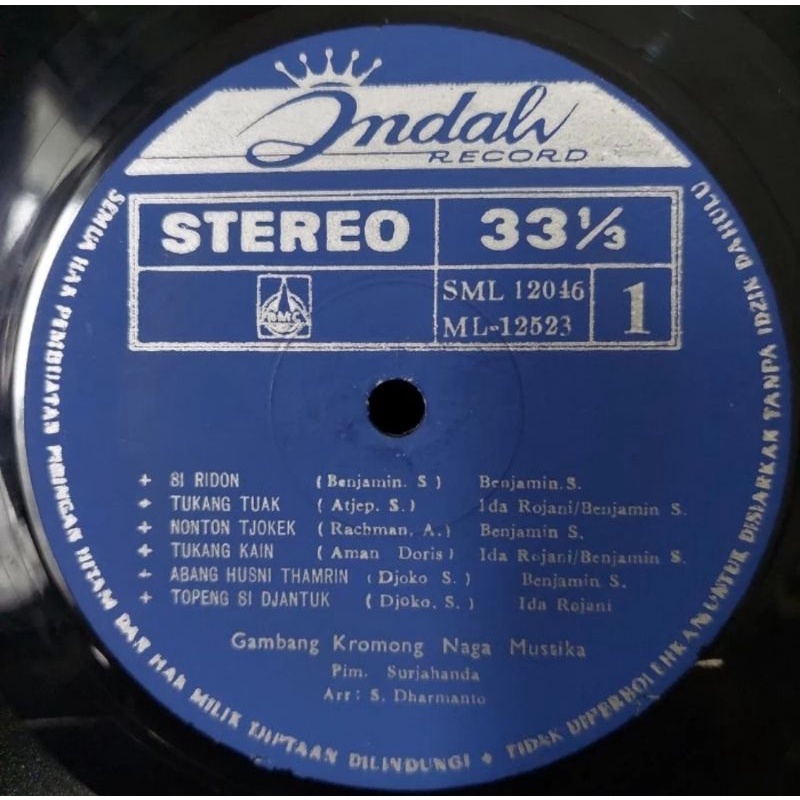 Indah
RECORD
STEREO 33⅓
BMC
SML 12046
ML-12523
1
+ SI RIDON (Benjamin. S) Benjamin.S.
+ TUKANG TUAK (Atjep. S.) Ida Rojani/Benjamin S.
+ NONTON TJOKEK (Rachman. A.) Benjamin S.
+ TUKANG KAIN (Aman Doris) Ida Rojani/Benjamin S.
+ ABANG HUSNI THAMRIN (Djoko S.) Benjamin S.
+ TOPENG SI DJANTUK (Djoko. S.) Ida Rojani
Gambang Kromong Naga Mustika
Pim. Surjahanda
Arr : S. Dharmanto
SEMUA HAK PEMBUATAN PIRINGAN HITAM DAN HAK MILIK TJIPTAAN DILINDUNGI + TIDAK DIPERBOLEHKAN UNTUK DISIARKAN TANPA IDZIN DAHULU